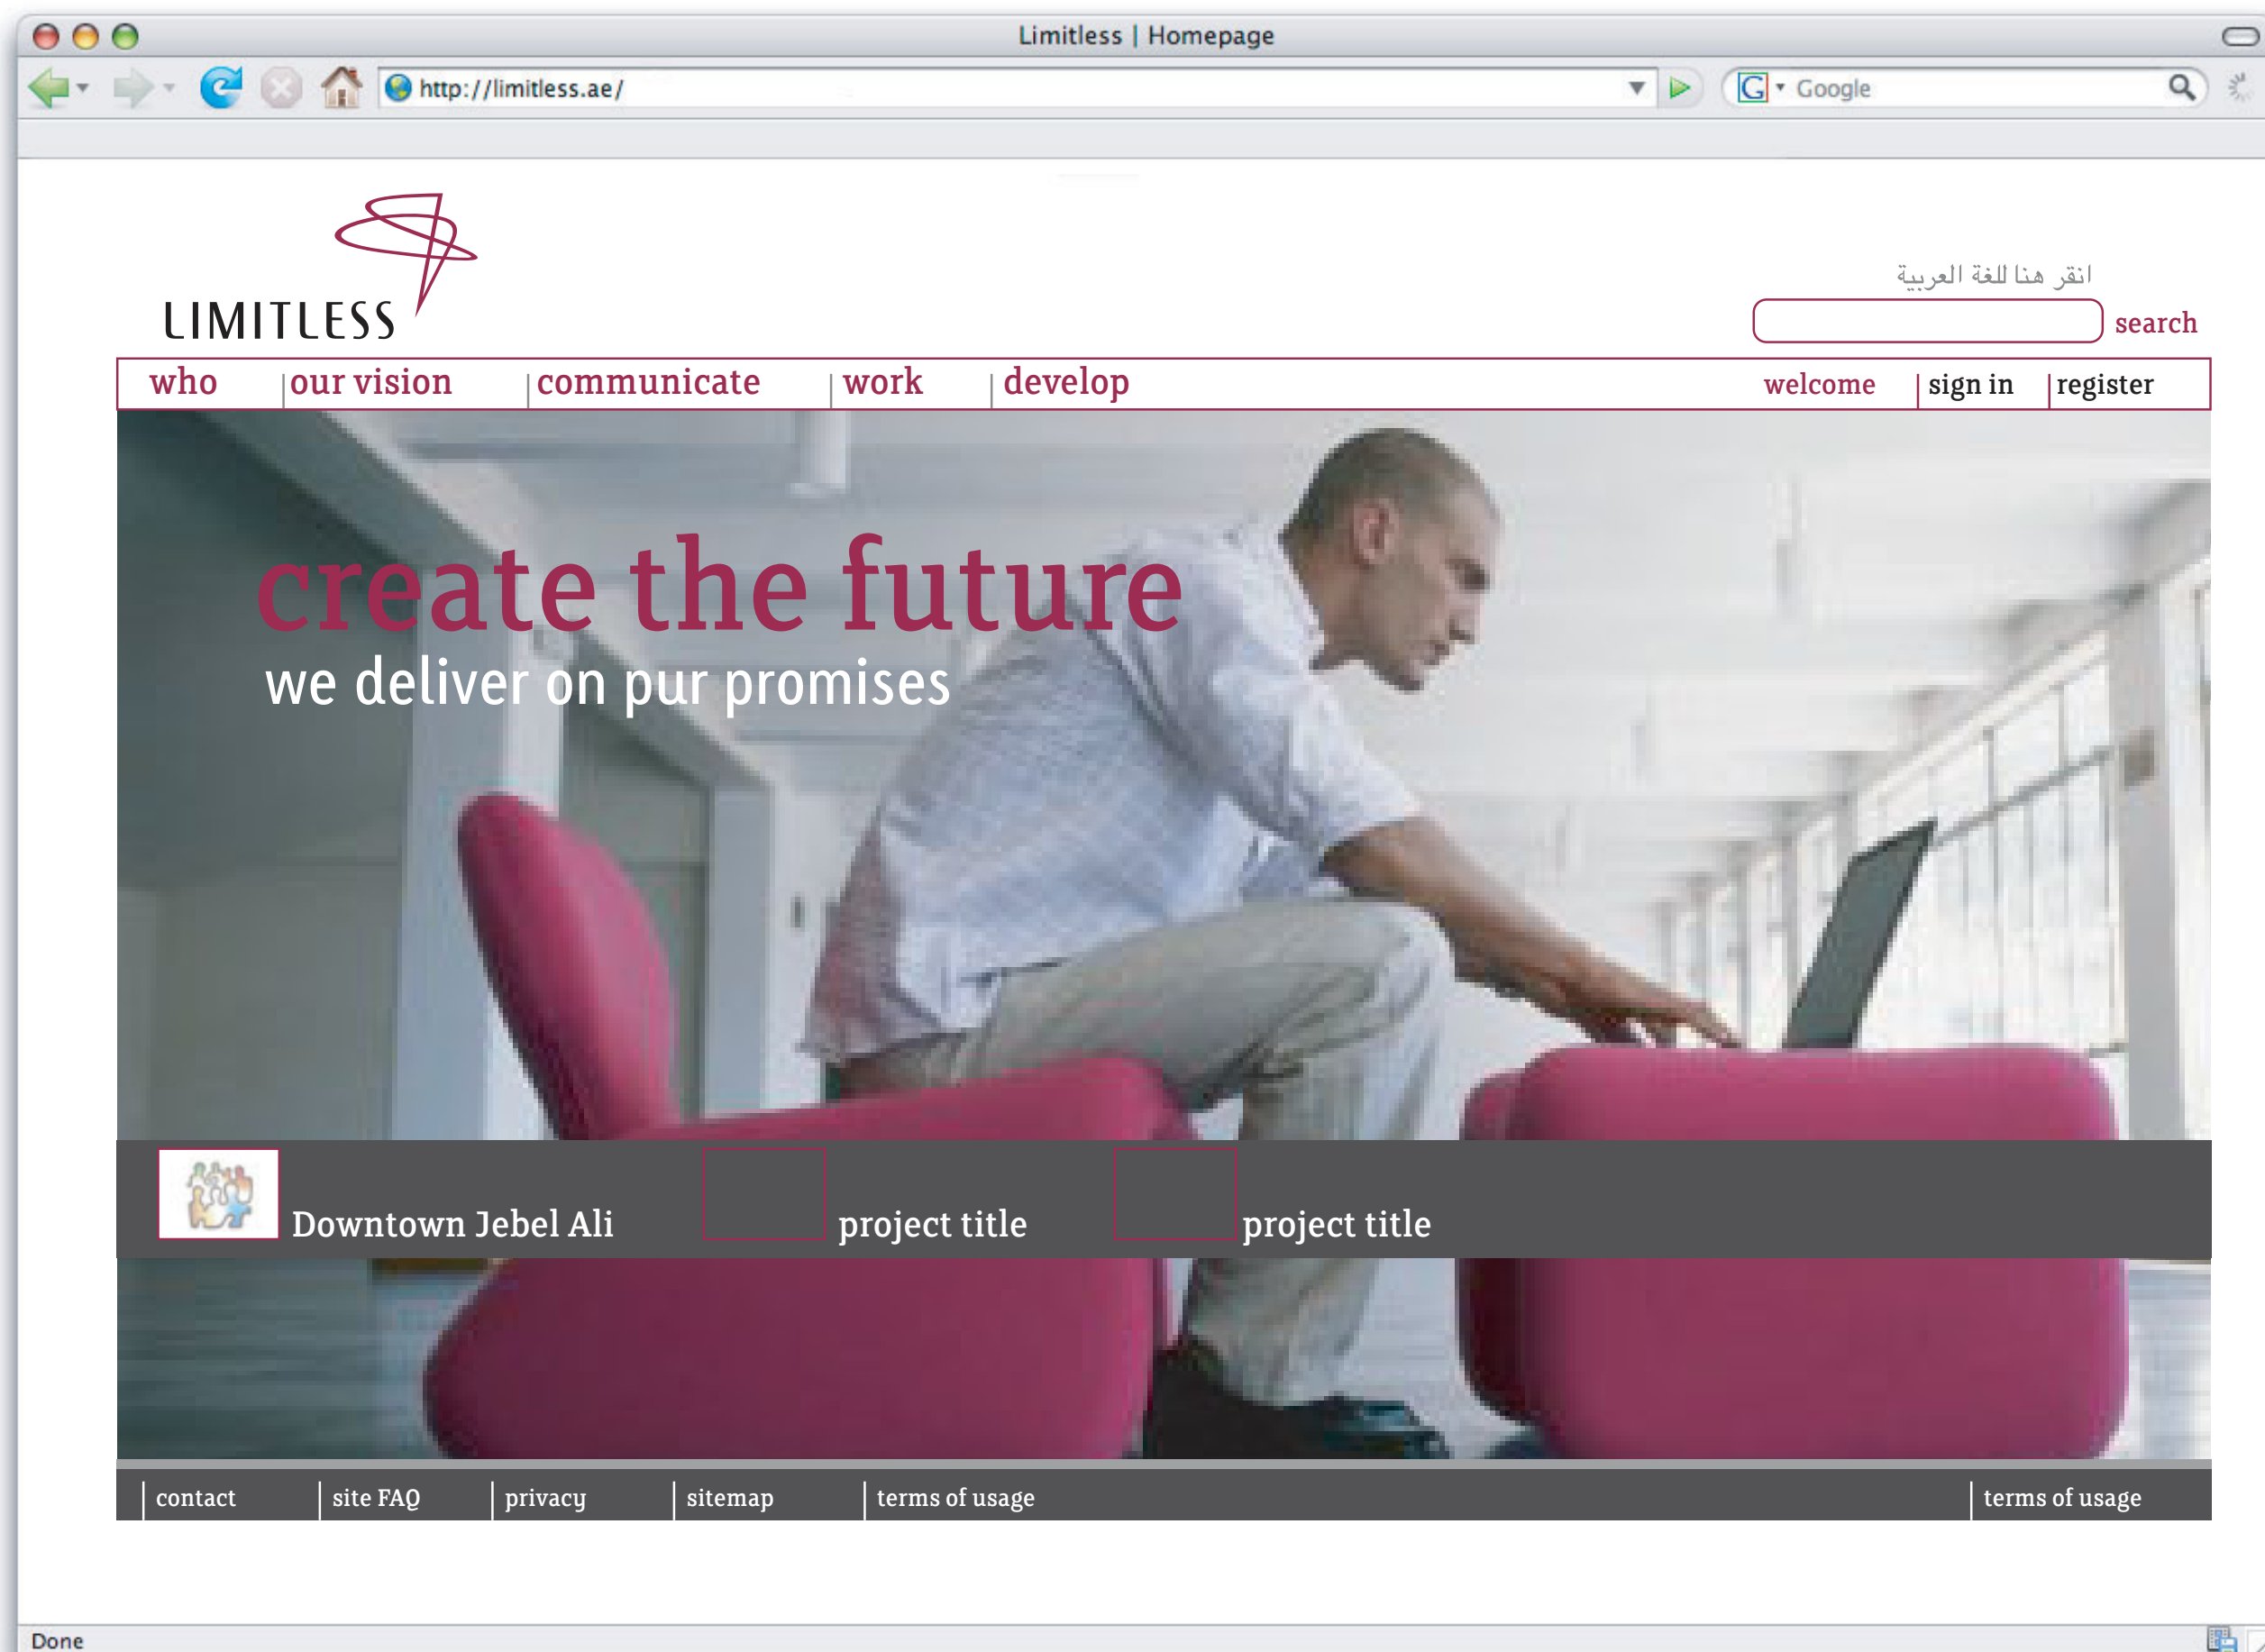 Limitless | Homepage
http://limitless.ae/
Google
LIMITLESS
انقر هنا للغة العربية
search
who our vision communicate work develop welcome sign in register
create the future
we deliver on pur promises
Downtown Jebel Ali project title project title
contact site FAQ privacy sitemap terms of usage terms of usage
Done